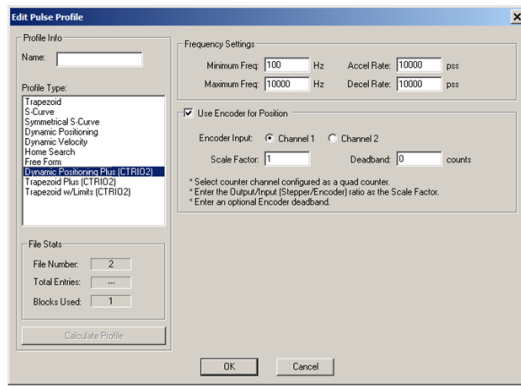 Edit Pulse Profile
Profile Info
Name:
Profile Type:
Trapezoid
S-Curve
Symmetrical S-Curve
Dynamic Positioning
Dynamic Velocity
Home Search
Free Form
Dynamic Positioning Plus (CTRIO2)
Trapezoid Plus (CTRIO2)
Trapezoid w/Limits (CTRIO2)
File Stats
File Number: 2
Total Entries: ---
Blocks Used: 1
Calculate Profile
Frequency Settings
Minimum Freq: 100 Hz Accel Rate: 10000 pss
Maximum Freq: 10000 Hz Decel Rate: 10000 pss
Use Encoder for Position
Encoder Input: Channel 1 Channel 2
Scale Factor: 1 Deadband: 0 counts
* Select counter channel configured as a quad counter.
* Enter the Output/Input (Stepper/Encoder) ratio as the Scale Factor.
* Enter an optional Encoder deadband.
OK Cancel